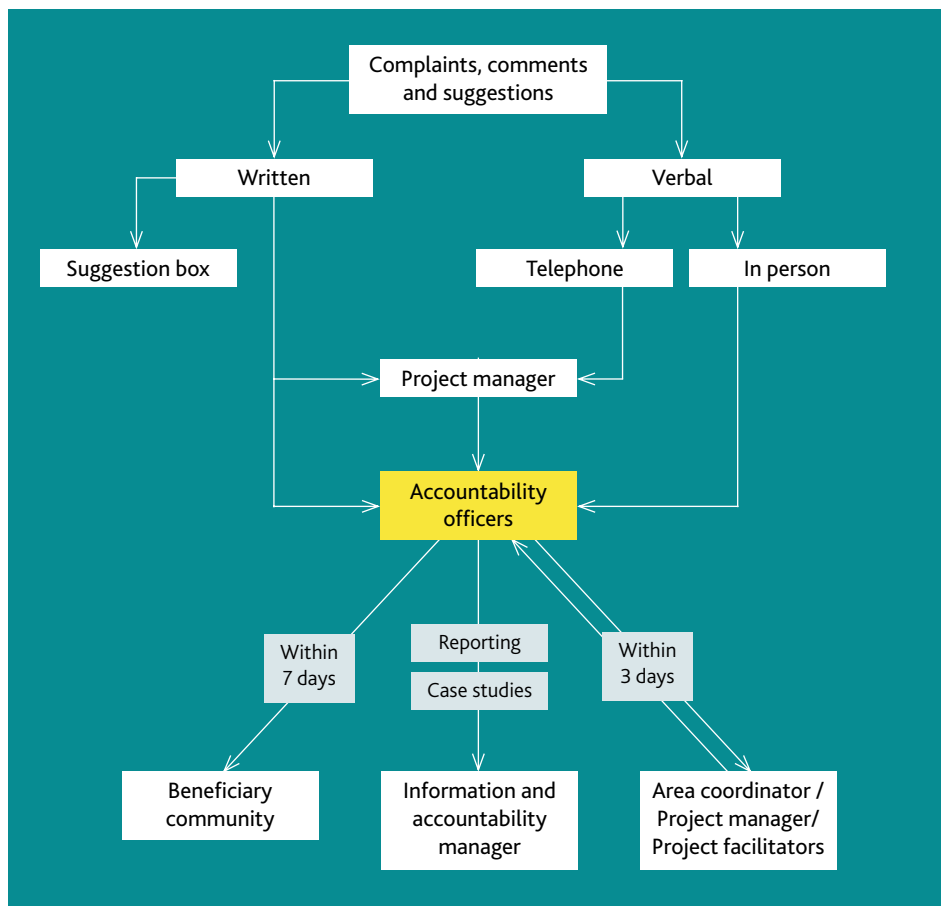 Complaints, comments
and suggestions
Written
Verbal
Suggestion box
Telephone
In person
Project manager
Accountability
officers
Within
7 days
Reporting
Case studies
Within
3 days
Beneficiary
community
Information and
accountability
manager
Area coordinator /
Project manager/
Project facilitators